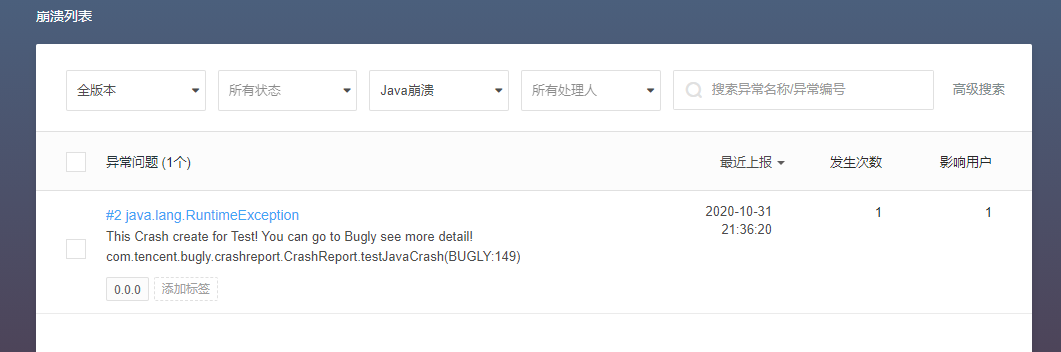 崩溃列表
全版本 所有状态 Java崩溃 所有处理人 搜索异常名称/异常编号 高级搜索
异常问题 (1个) 最近上报 发生次数 影响用户
#2 java.lang.RuntimeException 2020-10-31 1 1
This Crash create for Test! You can go to Bugly see more detail! 21:36:20
com.tencent.bugly.crashreport.CrashReport.testJavaCrash(BUGLY:149)
0.0.0 添加标签